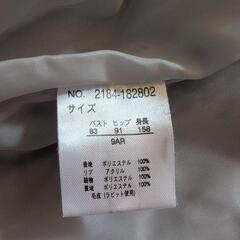 NO. 2184-182802
サイズ
バスト ヒップ 身長
83 91 158
9AR
表地 ポリエステル 100%
リブ アクリル 100%
詰物 ポリエステル 100%
裏地 ポリエステル 100%
毛皮 (ラビット使用)